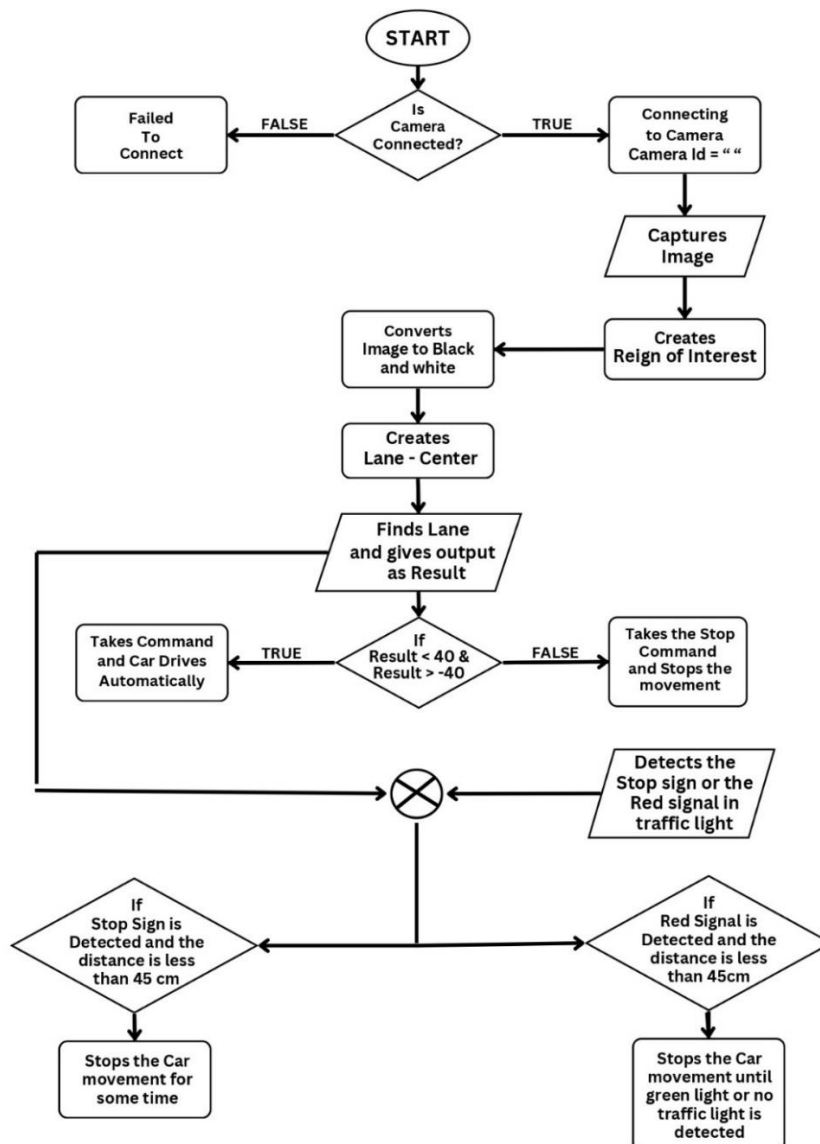 START
Is
Camera
Connected?
FALSE
TRUE
Failed
To
Connect
Connecting
to Camera
Camera Id = “ “
Captures
Image
Creates
Reign of Interest
Converts
Image to Black
and white
Creates
Lane - Center
Finds Lane
and gives output
as Result
If
Result < 40 &
Result > -40
TRUE
FALSE
Takes Command
and Car Drives
Automatically
Takes the Stop
Command
and Stops the
movement
Detects the
Stop sign or the
Red signal in
traffic light
If
Stop Sign is
Detected and the
distance is less
than 45 cm
If
Red Signal is
Detected and the
distance is less
than 45cm
Stops the Car
movement for
some time
Stops the Car
movement until
green light or no
traffic light is
detected